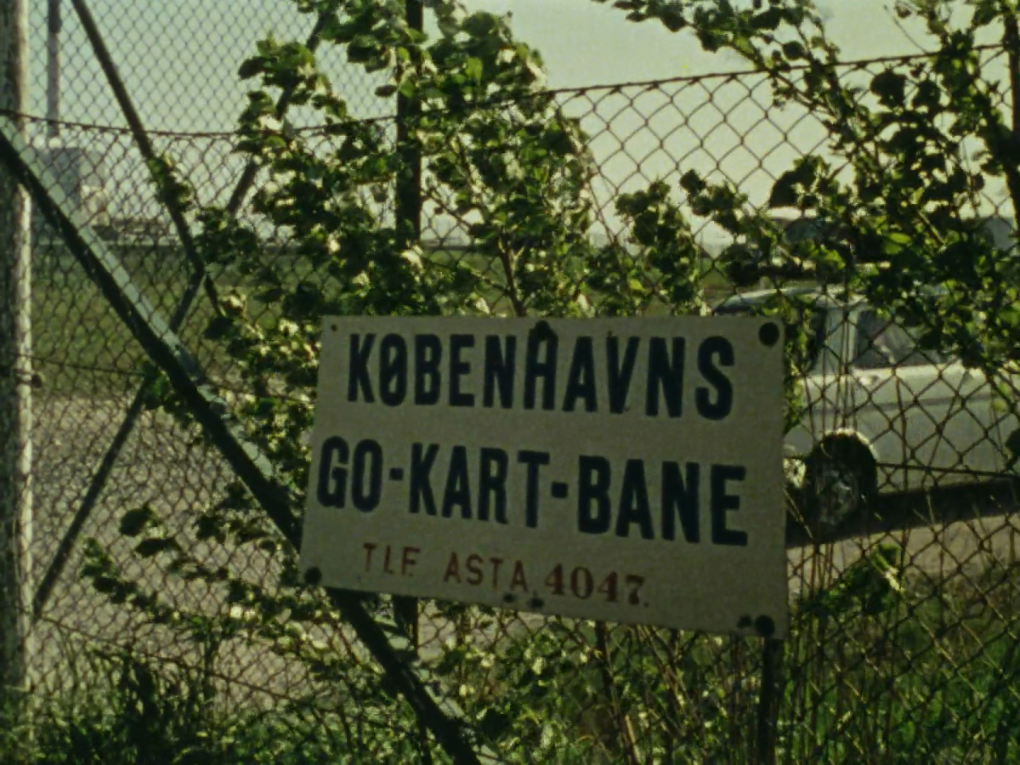 KØBENHAVNS
GO-KART-BANE
TLF ASTA 4047.